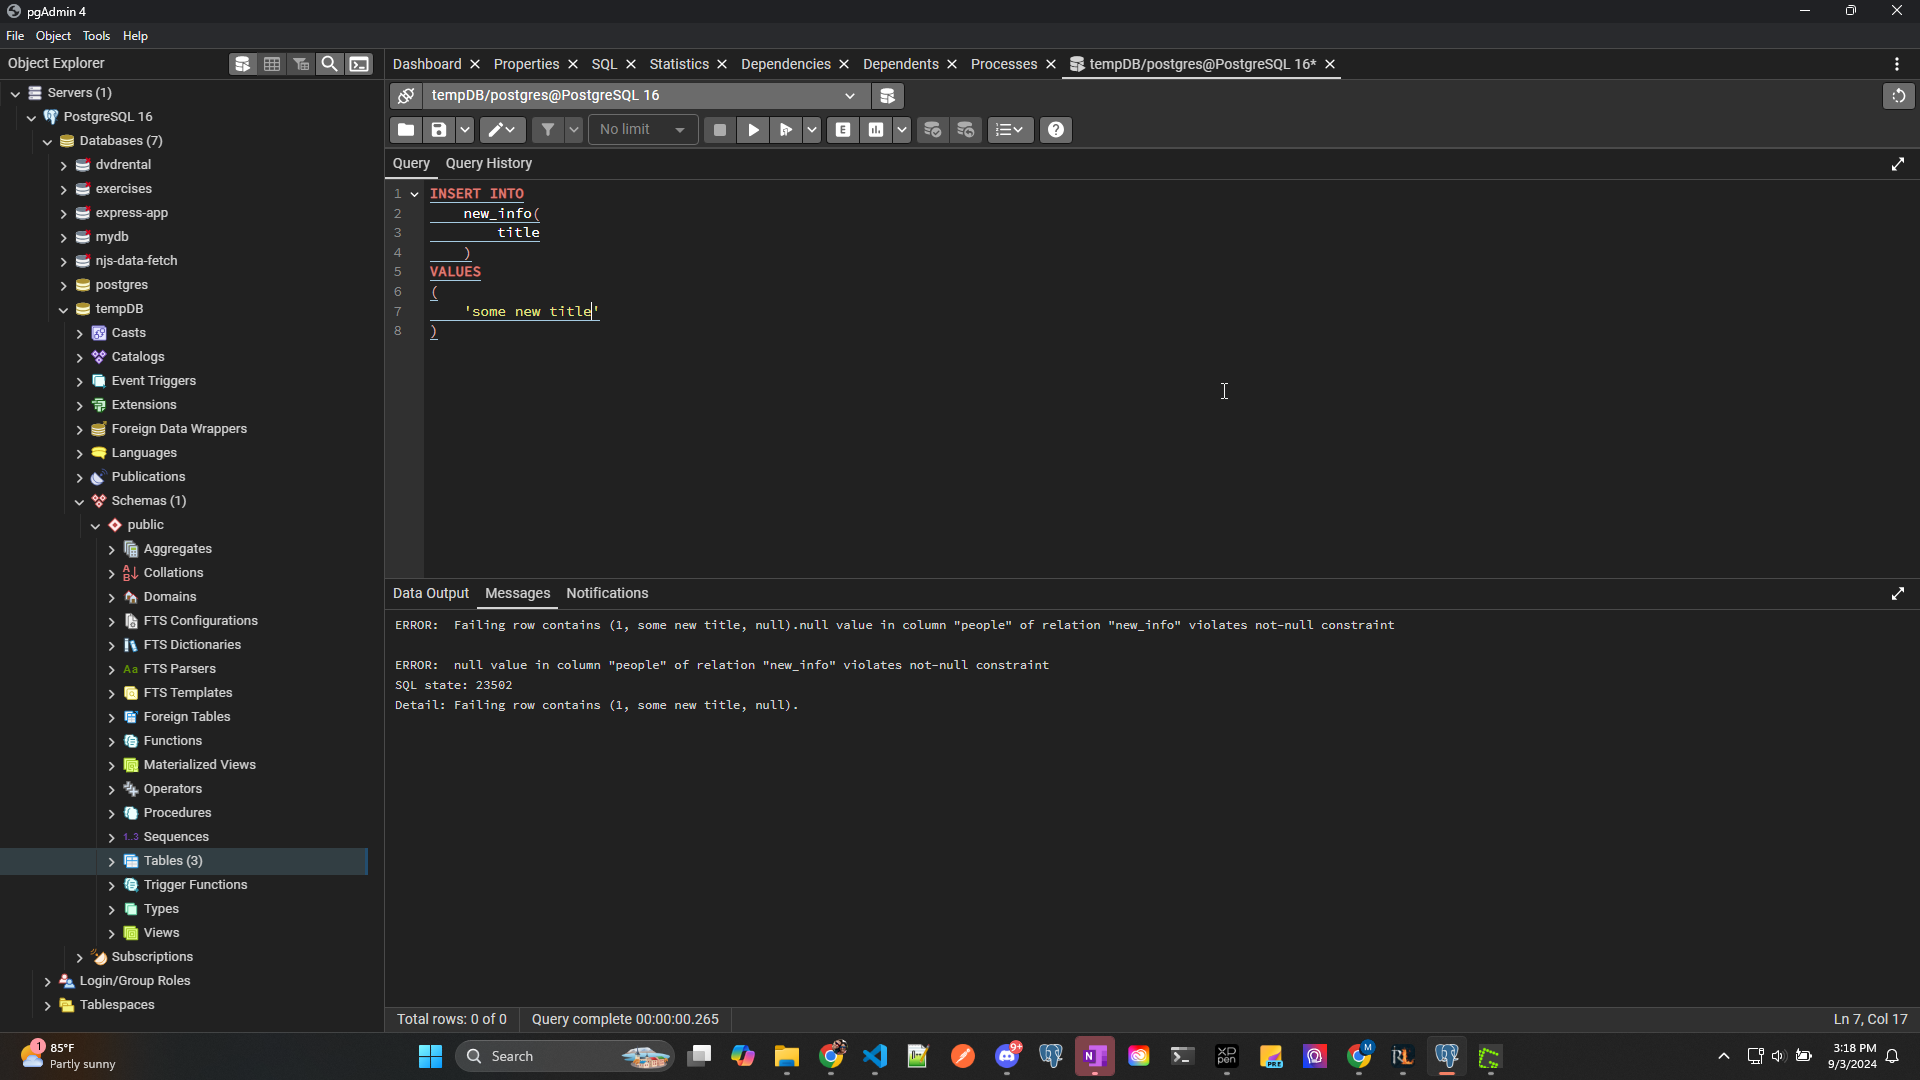 pgAdmin 4
File Object Tools Help
Object Explorer
Dashboard Properties SQL Statistics Dependencies Dependents Processes tempDB/postgres@PostgreSQL 16*
Servers (1)
PostgreSQL 16
Databases (7)
dvdrental
exercises
express-app
mydb
njs-data-fetch
postgres
tempDB
Casts
Catalogs
Event Triggers
Extensions
Foreign Data Wrappers
Languages
Publications
Schemas (1)
public
Aggregates
Collations
Domains
FTS Configurations
FTS Dictionaries
FTS Parsers
FTS Templates
Foreign Tables
Functions
Materialized Views
Operators
Procedures
1..3 Sequences
Tables (3)
Trigger Functions
Types
Views
Subscriptions
Login/Group Roles
Tablespaces
tempDB/postgres@PostgreSQL 16
No limit
E
Query Query History
1 INSERT INTO
2 new_info(
3 title
4 )
5 VALUES
6 (
7 'some new title'
8 )
Data Output Messages Notifications
ERROR:  Failing row contains (1, some new title, null).null value in column "people" of relation "new_info" violates not-null constraint
ERROR:  null value in column "people" of relation "new_info" violates not-null constraint
SQL state: 23502
Detail: Failing row contains (1, some new title, null).
Total rows: 0 of 0 Query complete 00:00:00.265 Ln 7, Col 17
1 85°F
Partly sunny
Search
9+
3:18 PM
9/3/2024